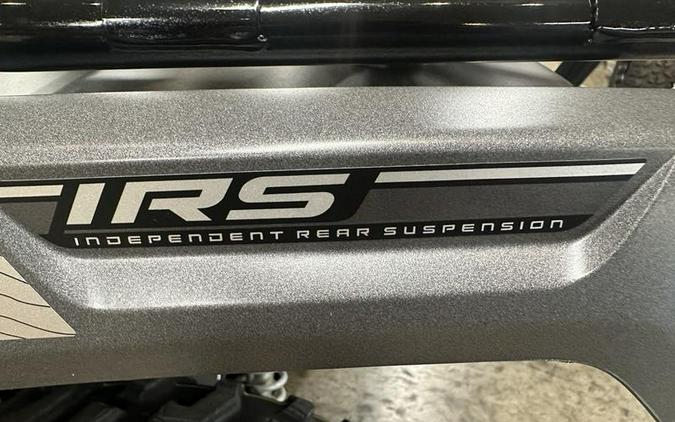 IRS
INDEPENDENT REAR SUSPENSION